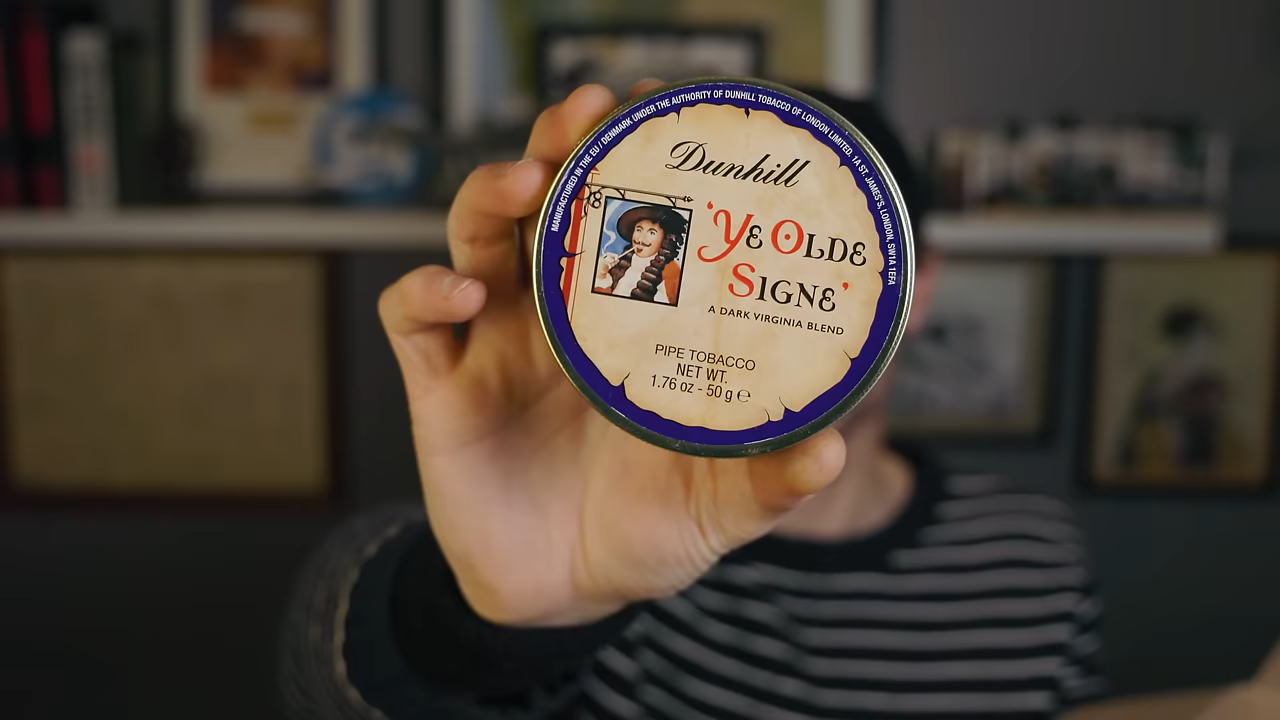 MANUFACTURED IN THE EU / DENMARK UNDER THE AUTHORITY OF DUNHILL TOBACCO OF LONDON LIMITED. 1A ST. JAMES'S, LONDON, SW1A 1EFA
Dunhill
'YE OLDE
SIGNE'
A DARK VIRGINIA BLEND
PIPE TOBACCO
NET WT.
1.76 oz - 50 g ℮